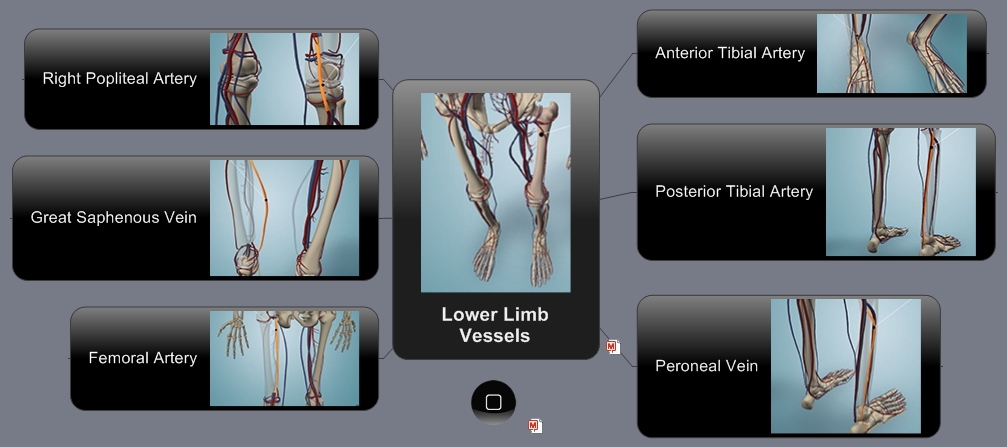 Right Popliteal Artery
Great Saphenous Vein
Femoral Artery
Lower Limb
Vessels
Anterior Tibial Artery
Posterior Tibial Artery
Peroneal Vein
M
M